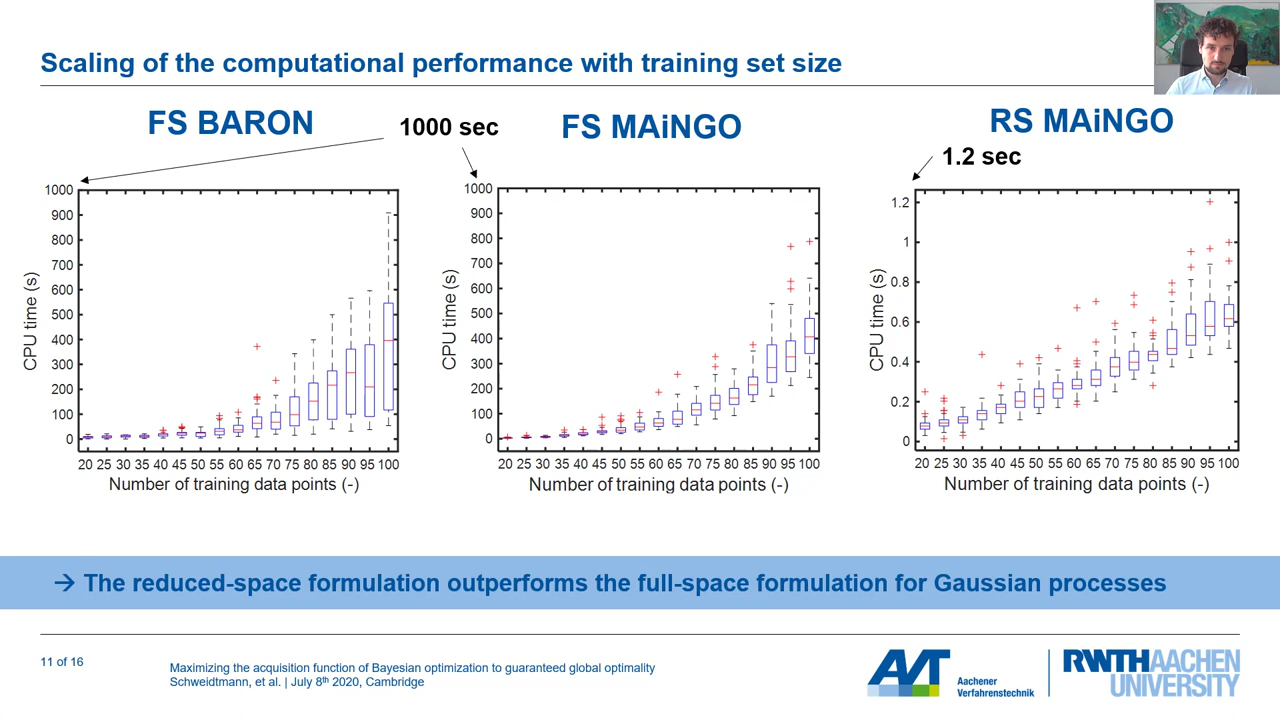 Scaling of the computational performance with training set size
FS BARON
1000 sec
FS MAiNGO
RS MAiNGO
1.2 sec
1000
900
800
700
600
500
400
300
200
100
0
CPU time (s)
20 25 30 35 40 45 50 55 60 65 70 75 80 85 90 95 100
Number of training data points (-)
1000
900
800
700
600
500
400
300
200
100
0
CPU time (s)
20 25 30 35 40 45 50 55 60 65 70 75 80 85 90 95 100
Number of training data points (-)
1.2
1
0.8
0.6
0.4
0.2
0
CPU time (s)
20 25 30 35 40 45 50 55 60 65 70 75 80 85 90 95 100
Number of training data points (-)
→ The reduced-space formulation outperforms the full-space formulation for Gaussian processes
11 of 16
Maximizing the acquisition function of Bayesian optimization to guaranteed global optimality
Schweidtmann, et al. | July 8th 2020, Cambridge
AVT
Aachener
Verfahrenstechnik
RWTH AACHEN
UNIVERSITY